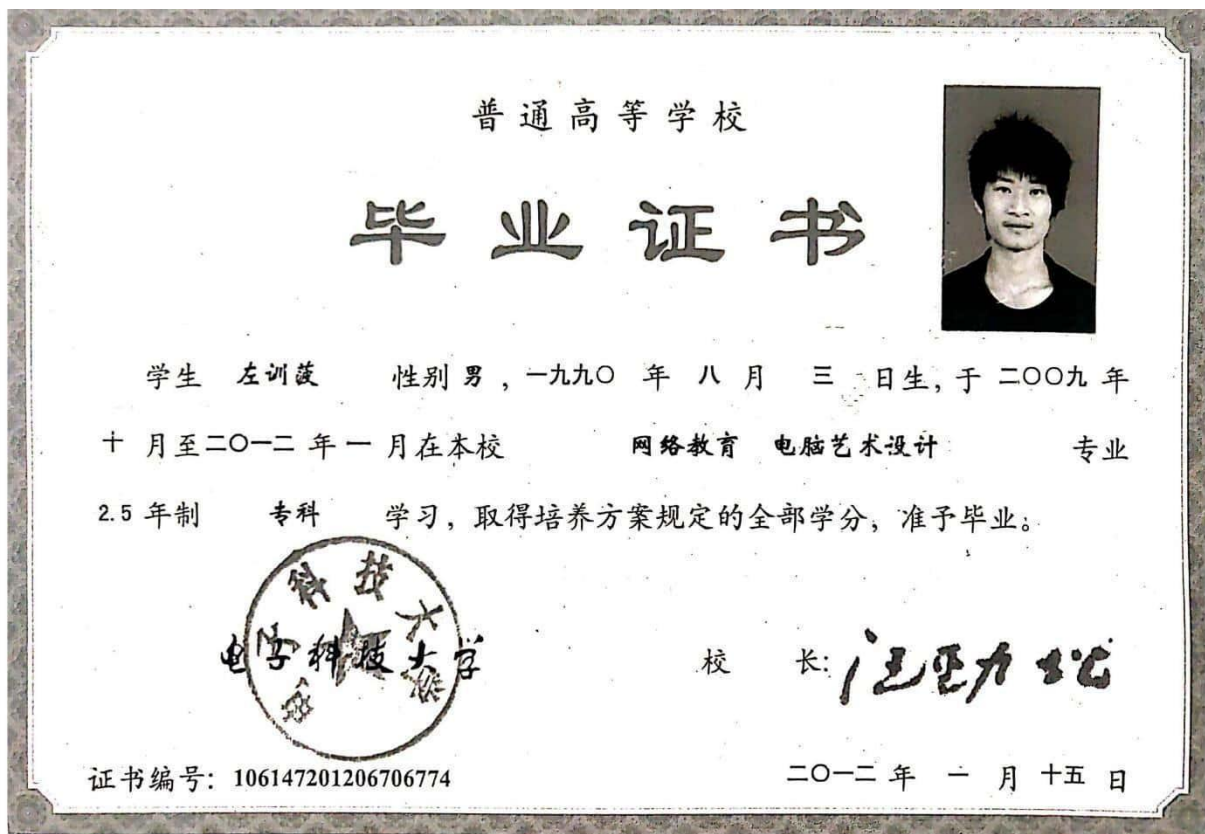 普通高等学校
毕业证书
学生 左训菠 性别 男，一九九〇 年 八 月 三 日生，于 二〇〇九 年
十 月至二〇一二 年 一 月在本校 网络教育 电脑艺术设计 专业
2.5 年制 专科 学习，取得培养方案规定的全部学分，准予毕业。
电子科技大学
校 长：
证书编号：106147201206706774
二〇一二 年 一 月 十五 日